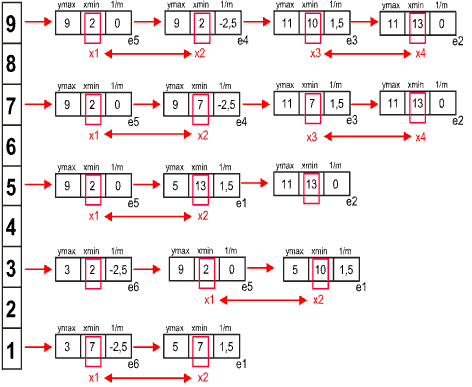 ymax xmin 1/m ymax xmin 1/m ymax xmin 1/m ymax xmin 1/m
9 9 2 0 9 2 -2,5 11 10 1,5 11 13 0
e5 e4 e3 e2
x1 x2 x3 x4
8
ymax xmin 1/m ymax xmin 1/m ymax xmin 1/m ymax xmin 1/m
7 9 2 0 9 7 -2,5 11 7 1,5 11 13 0
e5 e4 e3 e2
x1 x2 x3 x4
6
ymax xmin 1/m ymax xmin 1/m ymax xmin 1/m
5 9 2 0 5 13 1,5 11 13 0
e5 e1 e2
x1 x2
4
ymax xmin 1/m ymax xmin 1/m ymax xmin 1/m
3 3 2 -2,5 9 2 0 5 10 1,5
e6 e5 e1
x1 x2
2
ymax xmin 1/m ymax xmin 1/m
1 3 7 -2,5 5 7 1,5
e6 e1
x1 x2